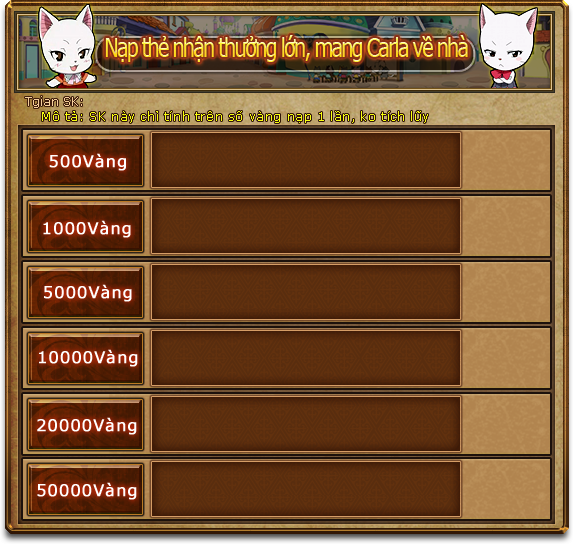 Nạp thẻ nhận thưởng lớn, mang Carla về nhà
Tgian SK:
Mô tả: SK này chỉ tính trên số vàng nạp 1 lần, ko tích lũy
500Vàng
1000Vàng
5000Vàng
10000Vàng
20000Vàng
50000Vàng